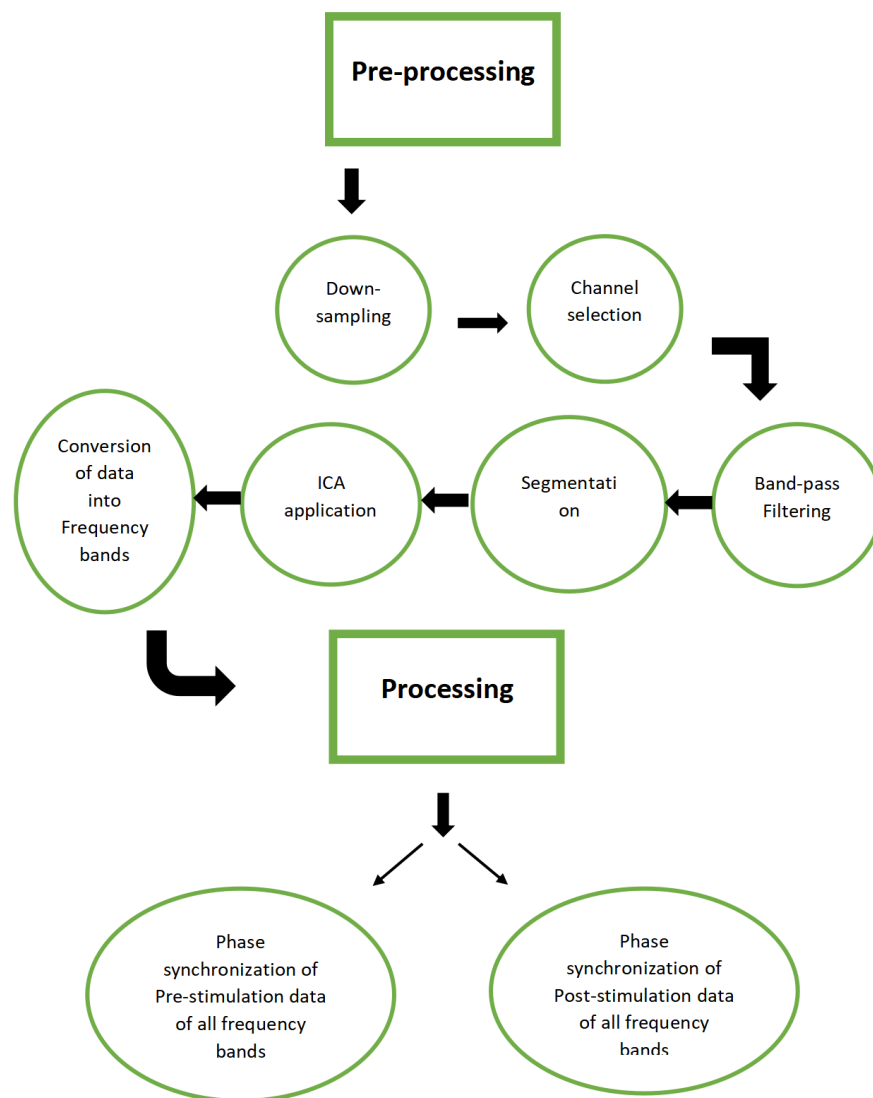 Pre-processing
Down-
sampling
Channel
selection
Conversion
of data
into
Frequency
bands
ICA
application
Segmentati
on
Band-pass
Filtering
Processing
Phase
synchronization of
Pre-stimulation data
of all frequency
bands
Phase
synchronization of
Post-stimulation data
of all frequency
bands